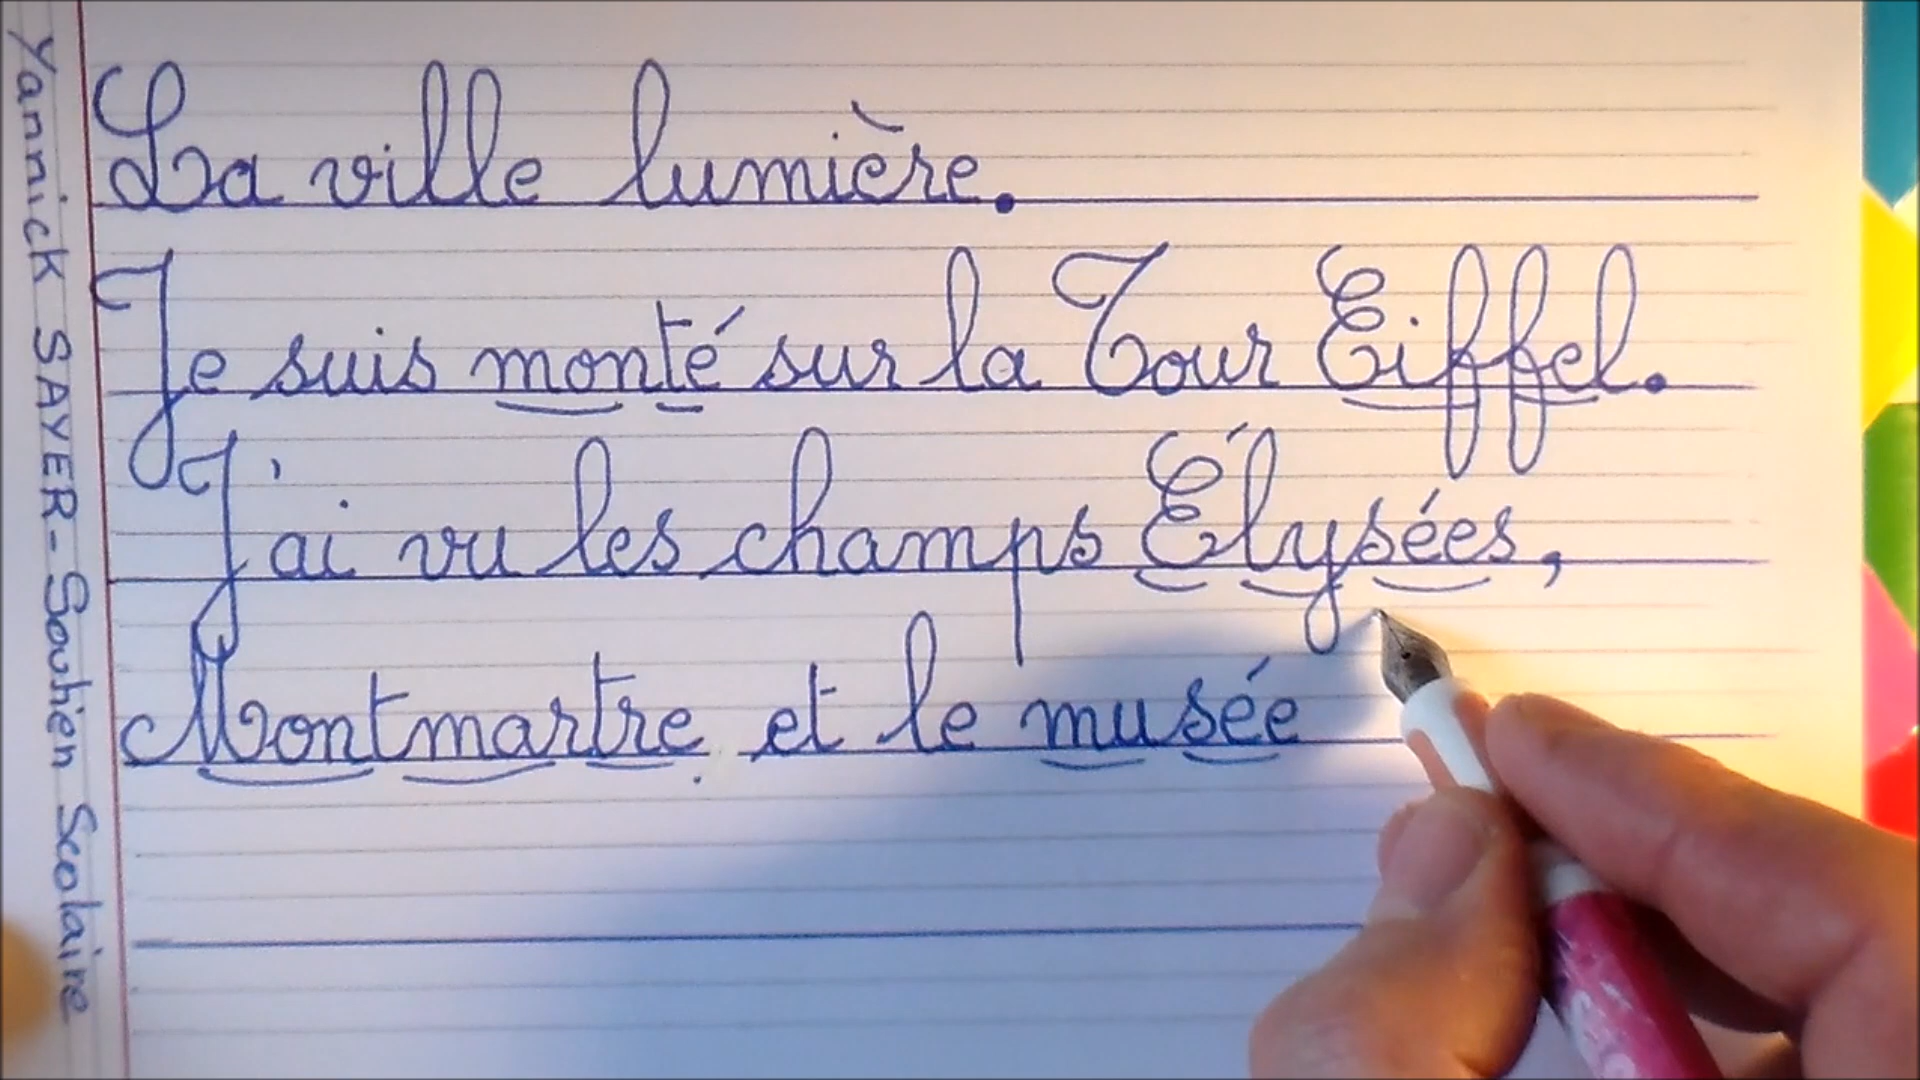 Yannick SAYER-Soutien Scolaire
La ville lumière.
Je suis monté sur la Tour Eiffel.
J'ai vu les champs Élysées,
Montmartre et le musée